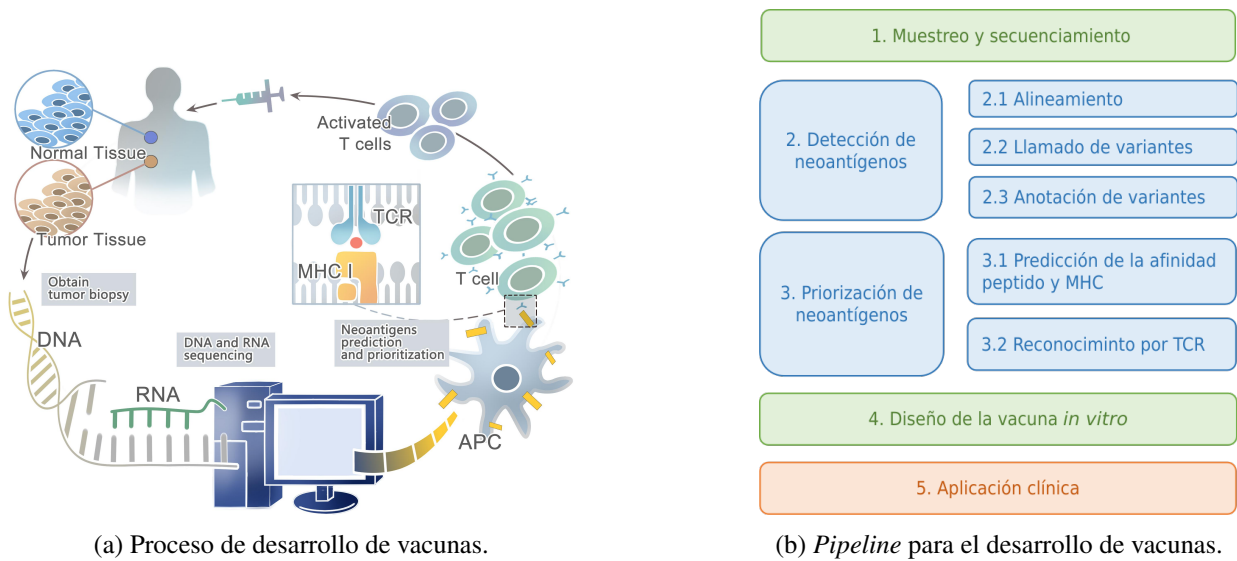 Normal Tissue
Tumor Tissue
Obtain
tumor biopsy
DNA
RNA
DNA and RNA
sequencing
Neoantigens
prediction
and prioritization
APC
T cell
TCR
MHC I
Activated
T cells
(a) Proceso de desarrollo de vacunas.
1. Muestreo y secuenciamiento
2. Detección de
neoantígenos
2.1 Alineamiento
2.2 Llamado de variantes
2.3 Anotación de variantes
3. Priorización de
neoantígenos
3.1 Predicción de la afinidad
peptido y MHC
3.2 Reconociminto por TCR
4. Diseño de la vacuna in vitro
5. Aplicación clínica
(b) Pipeline para el desarrollo de vacunas.